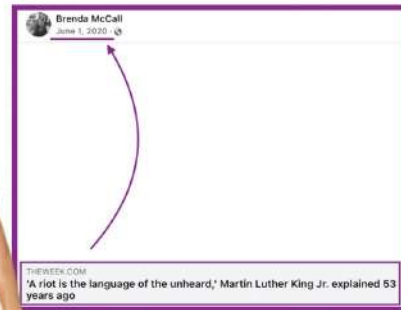 Brenda McCall
June 1, 2020 ·
THEWEEK.COM
'A riot is the language of the unheard,' Martin Luther King Jr. explained 53
years ago